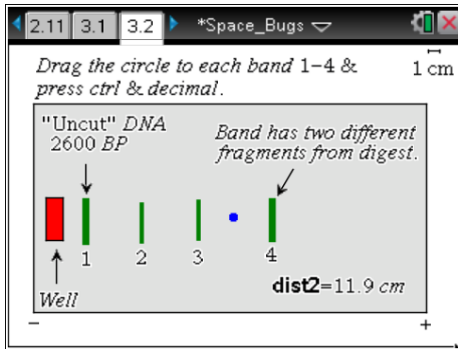 2.11 3.1 3.2 *Space_Bugs
Drag the circle to each band 1–4 &
press ctrl & decimal.
1 cm
"Uncut" DNA
2600 BP
Band has two different
fragments from digest.
1 2 3 4
Well
dist2=11.9 cm
− +